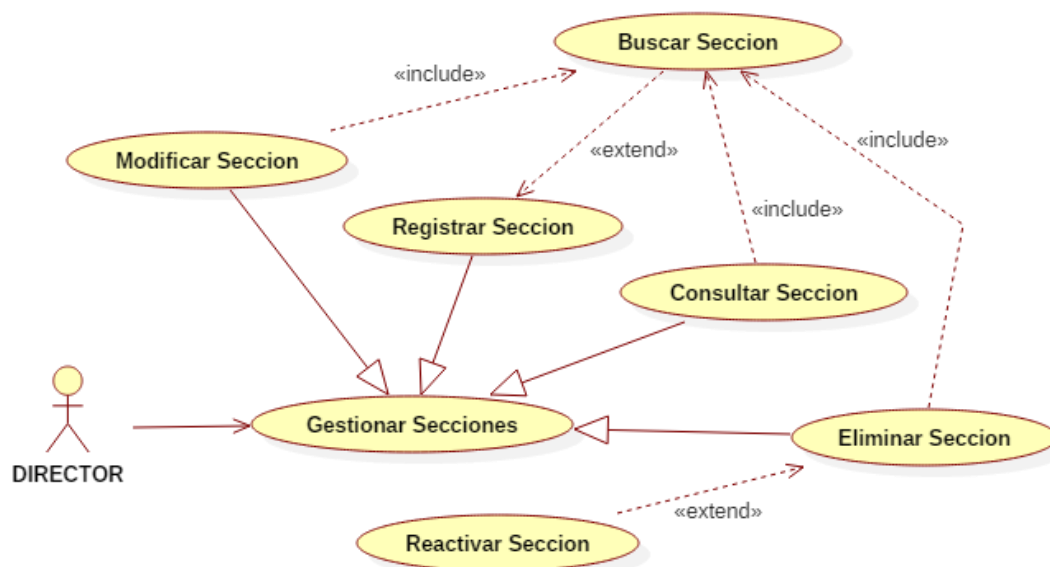 Buscar Seccion
«include»
Modificar Seccion
«extend»
«include»
Registrar Seccion
«include»
Consultar Seccion
Gestionar Secciones
Eliminar Seccion
DIRECTOR
«extend»
Reactivar Seccion